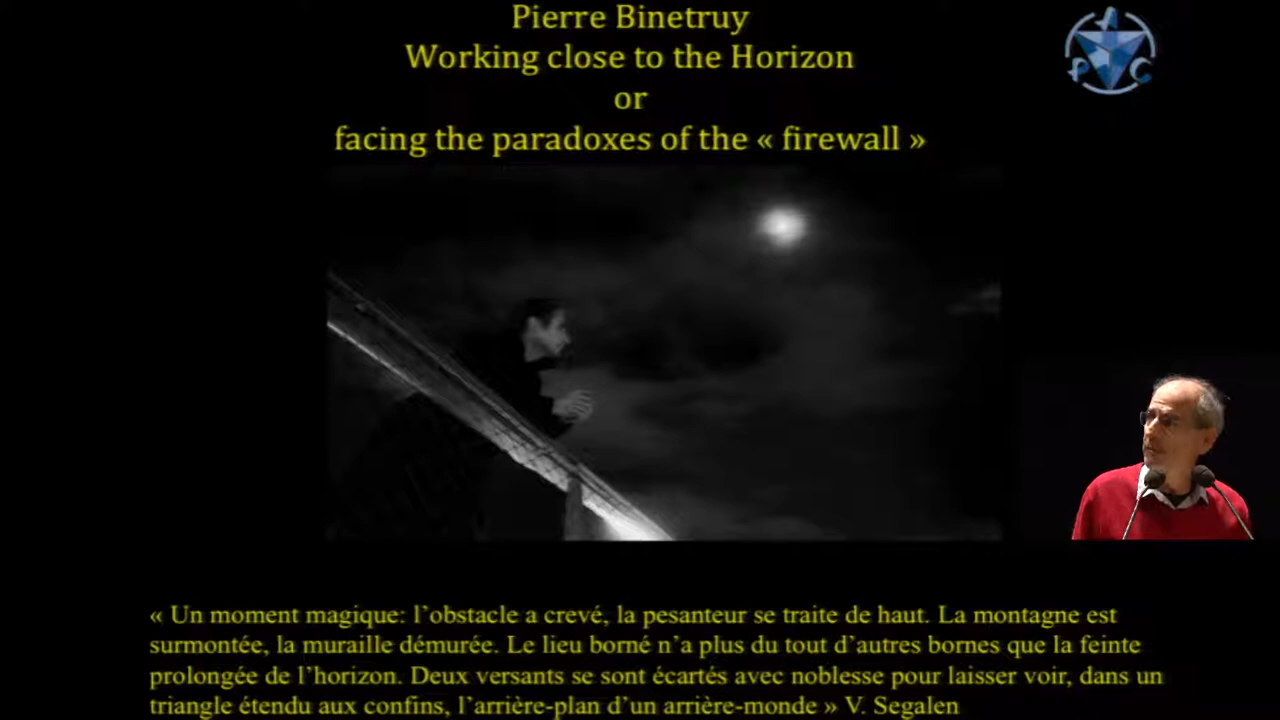 Pierre Binetruy
Working close to the Horizon
or
facing the paradoxes of the « firewall »
A
P C
« Un moment magique: l’obstacle a crevé, la pesanteur se traite de haut. La montagne est
surmontée, la muraille démurée. Le lieu borné n’a plus du tout d’autres bornes que la feinte
prolongée de l’horizon. Deux versants se sont écartés avec noblesse pour laisser voir, dans un
triangle étendu aux confins, l’arrière-plan d’un arrière-monde » V. Segalen